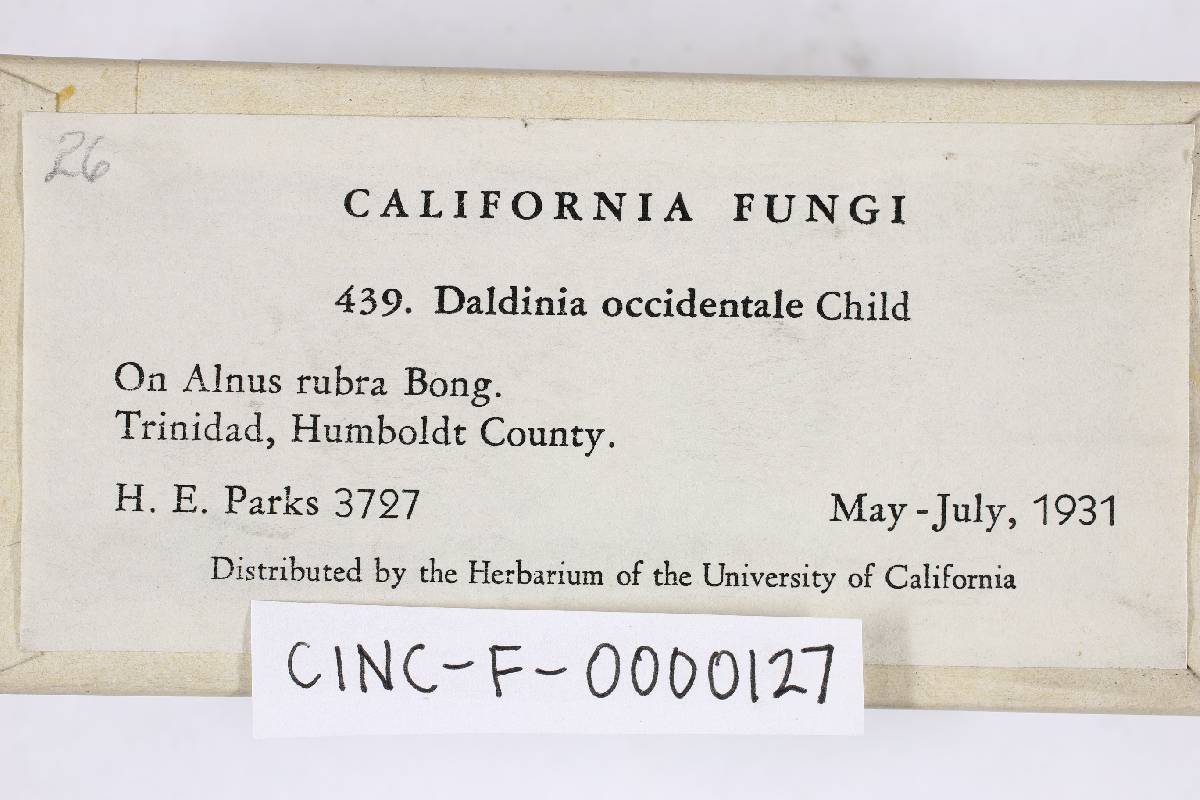 26
CALIFORNIA FUNGI
439. Daldinia occidentale Child
On Alnus rubra Bong.
Trinidad, Humboldt County.
H. E. Parks 3727 May-July, 1931
Distributed by the Herbarium of the University of California
CINC-F-0000127